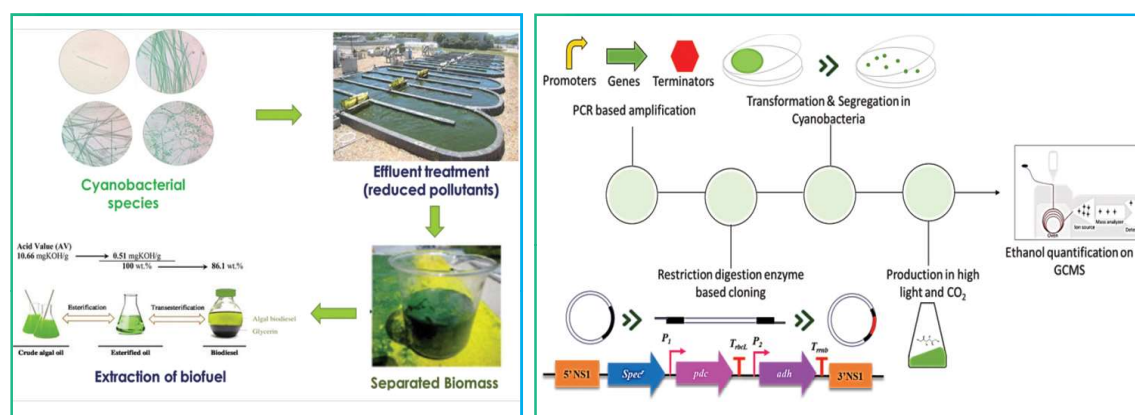 Cyanobacterial
species
Effluent treatment
(reduced pollutants)
Acid Value (AV)
10.66 mgKOH/g
0.51 mgKOH/g
100 wt.%
86.1 wt.%
Esterification
Transesterification
Algal biodiesel
Glycerin
Crude algal oil
Esterified oil
Biodiesel
Extraction of biofuel
Separated Biomass
Promoters
Genes
Terminators
PCR based amplification
Transformation & Segregation in
Cyanobacteria
Restriction digestion enzyme
based cloning
Production in high
light and CO2
Oven
Ion source
Mass analyzer
Ethanol quantification on
GCMS
P1
TrbcL
P2
5'NS1
Specr
pdc
adh
3'NS1